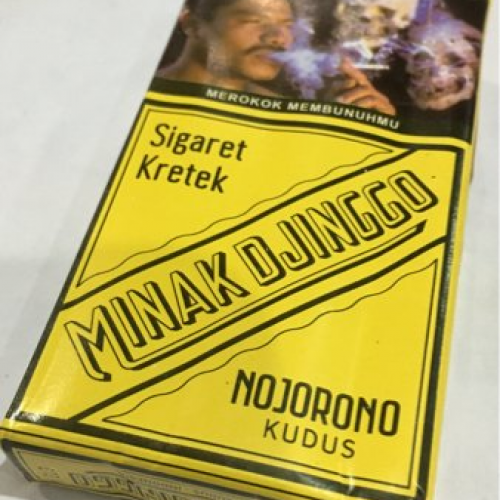 MEROKOK MEMBUNUHMU
Sigaret
Kretek
MINAK DJINGGO
NOJORONO
KUDUS